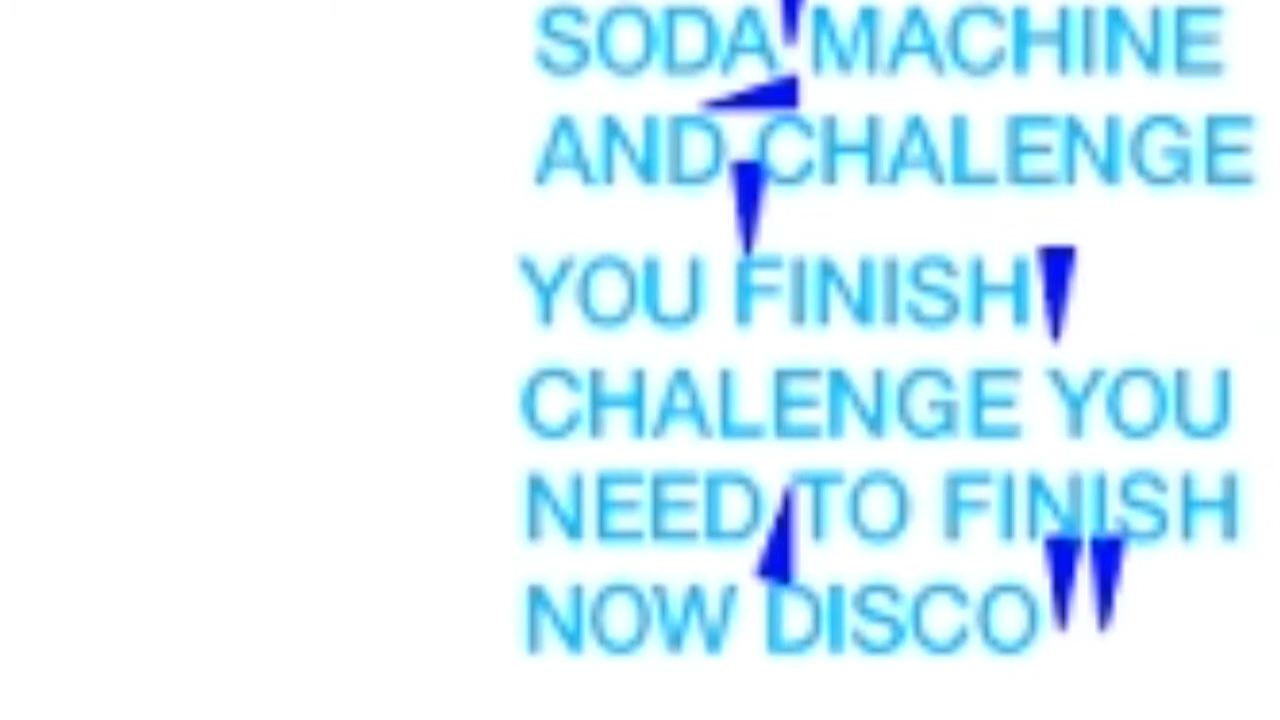 SODA MACHINE
AND CHALENGE
YOU FINISH
CHALENGE YOU
NEED TO FINISH
NOW DISCO